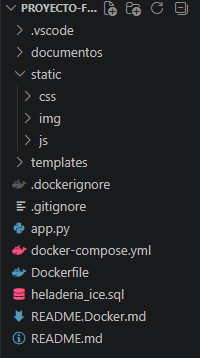 PROYECTO-F...
.vscode
documentos
static
css
img
js
templates
.dockerignore
.gitignore
app.py
docker-compose.yml
Dockerfile
heladeria_ice.sql
README.Docker.md
README.md